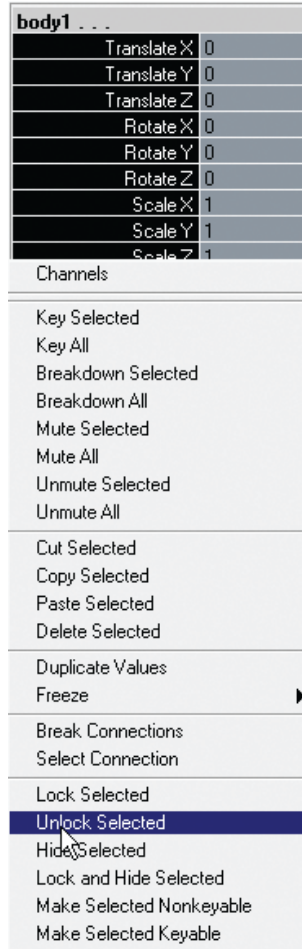 body1 . . .
Translate X 0
Translate Y 0
Translate Z 0
Rotate X 0
Rotate Y 0
Rotate Z 0
Scale X 1
Scale Y 1
Scale Z 1
Channels
Key Selected
Key All
Breakdown Selected
Breakdown All
Mute Selected
Mute All
Unmute Selected
Unmute All
Cut Selected
Copy Selected
Paste Selected
Delete Selected
Duplicate Values
Freeze
Break Connections
Select Connection
Lock Selected
Unlock Selected
Hide Selected
Lock and Hide Selected
Make Selected Nonkeyable
Make Selected Keyable